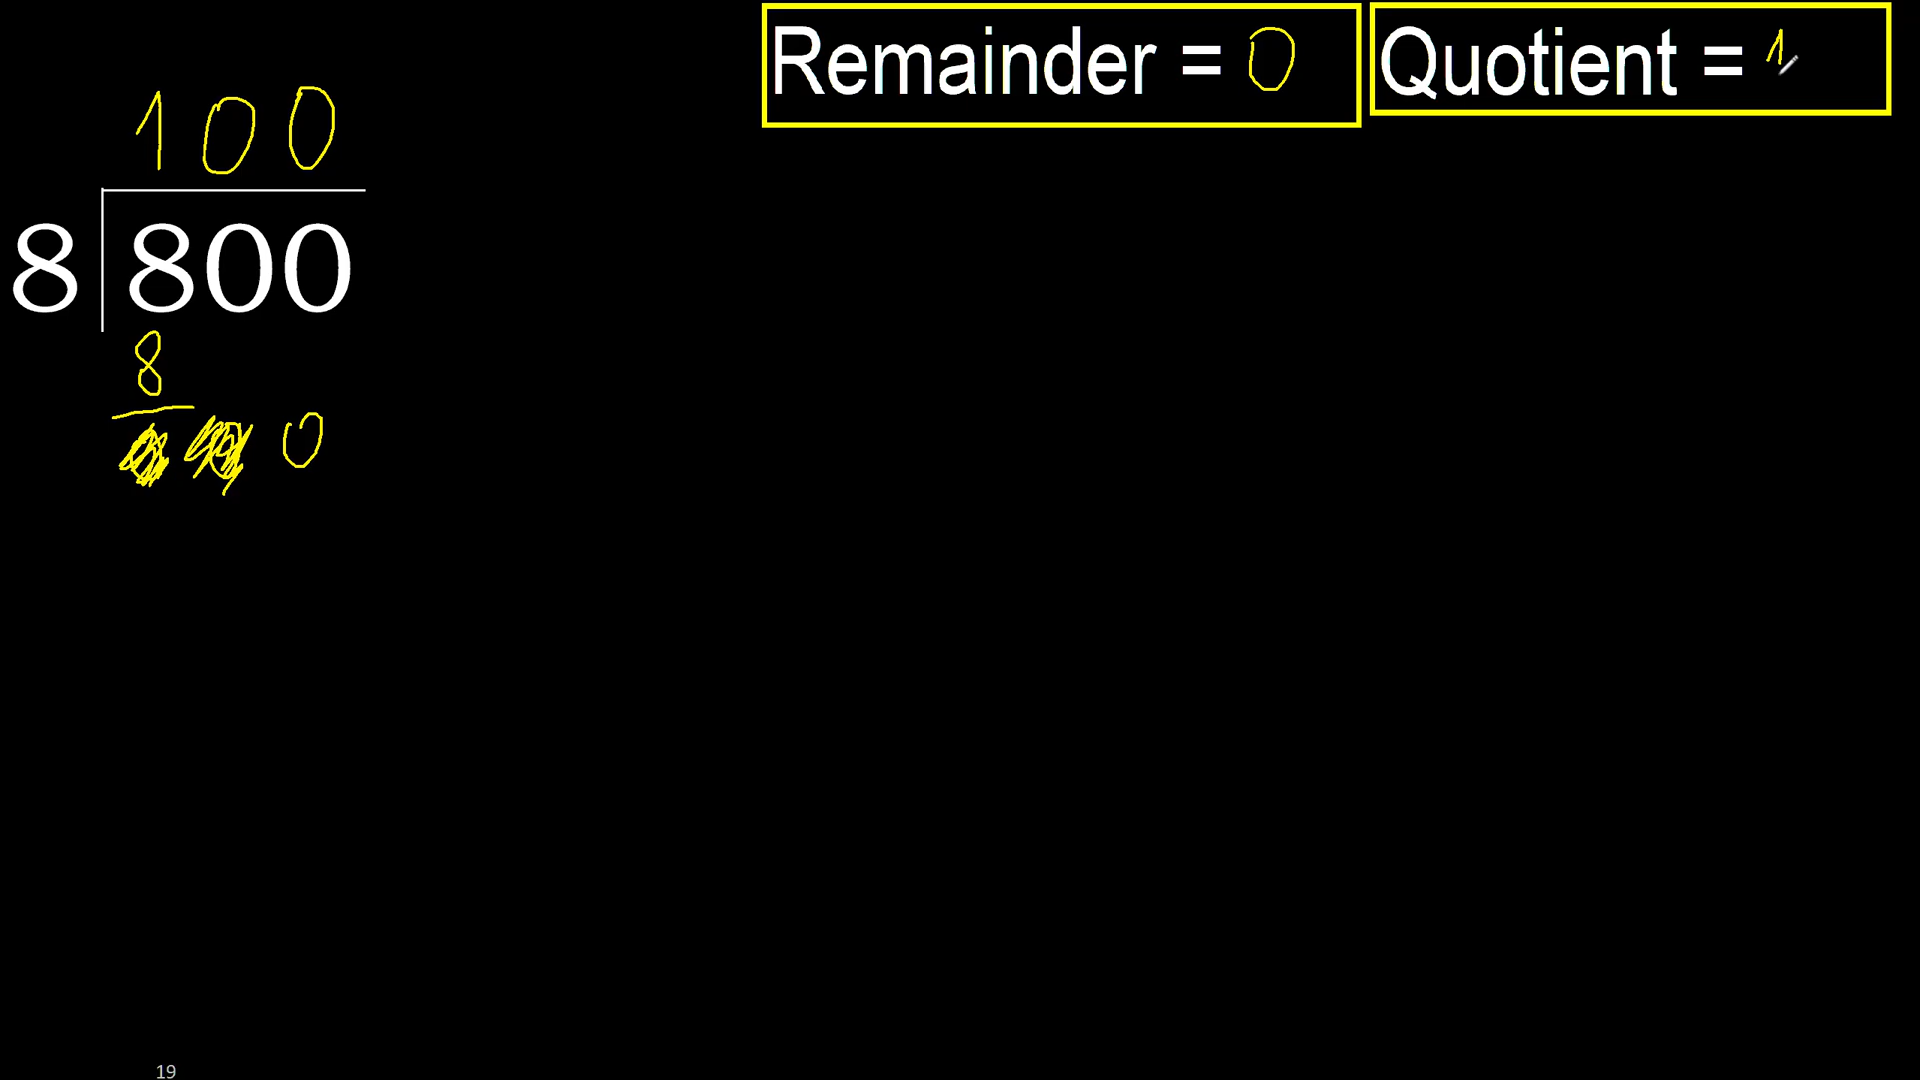 Remainder = 0
Quotient = 1
100
8 800
8
0
19